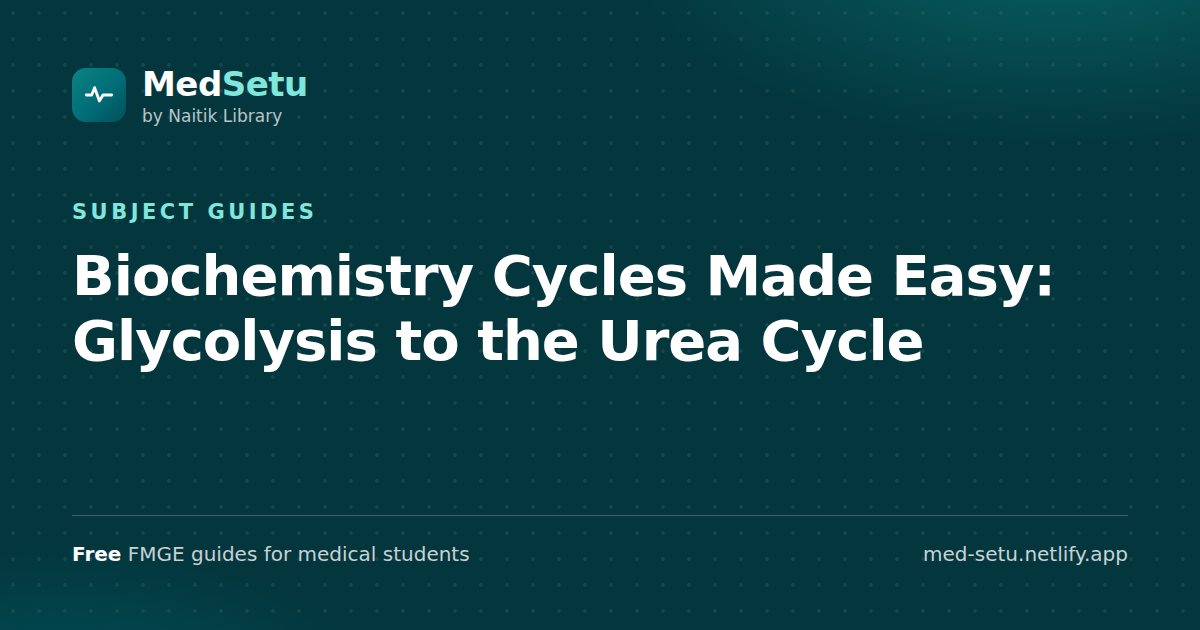 MedSetu
by Naitik Library
SUBJECT GUIDES
Biochemistry Cycles Made Easy:
Glycolysis to the Urea Cycle
Free FMGE guides for medical students
med-setu.netlify.app